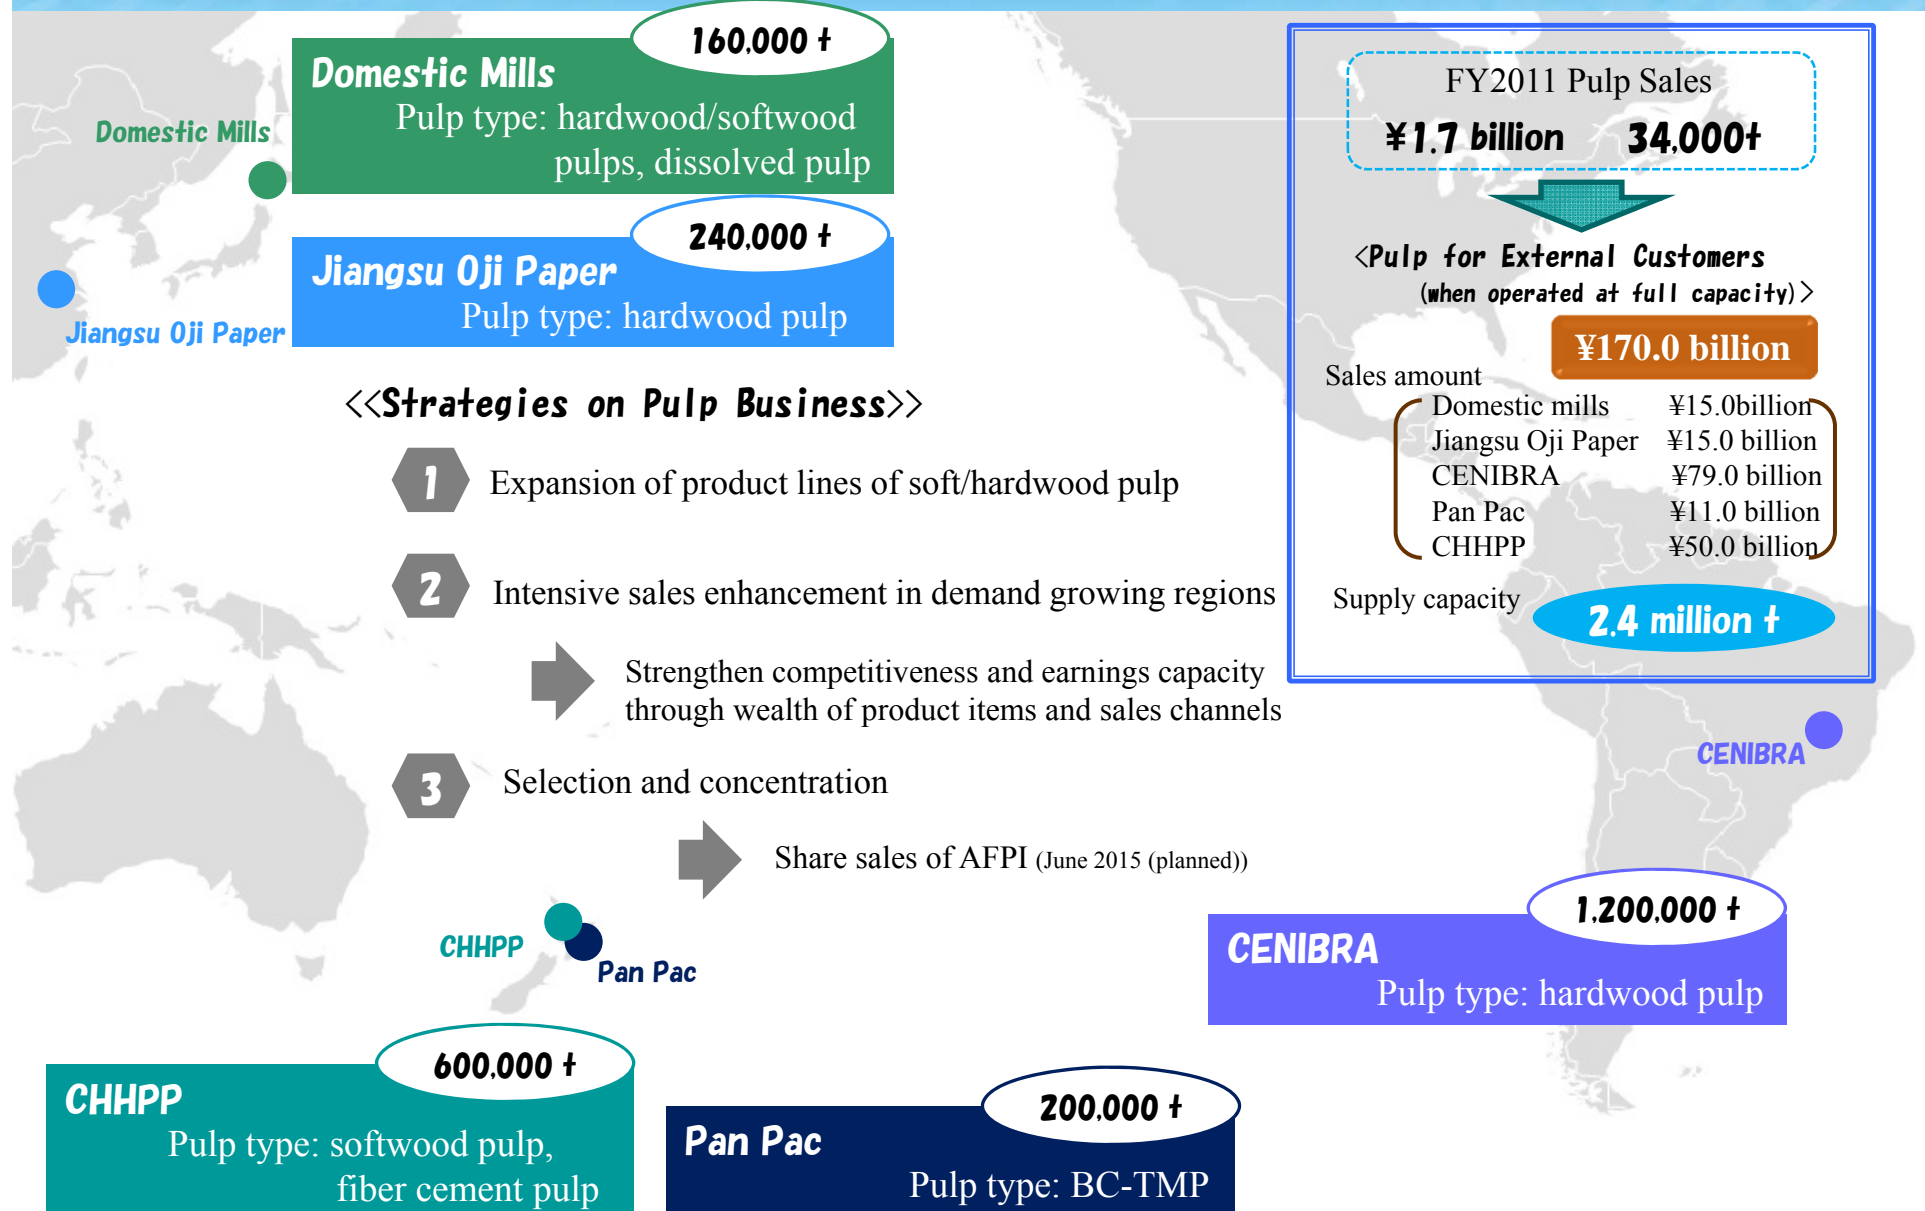 160,000 t
Domestic Mills
Pulp type: hardwood/softwood
pulps, dissolved pulp
Domestic Mills
240,000 t
Jiangsu Oji Paper
Pulp type: hardwood pulp
Jiangsu Oji Paper
FY2011 Pulp Sales
¥1.7 billion 34,000t
<Pulp for External Customers
(when operated at full capacity)>
¥170.0 billion
Sales amount
Domestic mills ¥15.0billion
Jiangsu Oji Paper ¥15.0 billion
CENIBRA ¥79.0 billion
Pan Pac ¥11.0 billion
CHHPP ¥50.0 billion
Supply capacity
2.4 million t
<<Strategies on Pulp Business>>
1 Expansion of product lines of soft/hardwood pulp
2 Intensive sales enhancement in demand growing regions
Strengthen competitiveness and earnings capacity
through wealth of product items and sales channels
3 Selection and concentration
Share sales of AFPI (June 2015 (planned))
CENIBRA
CHHPP
Pan Pac
1,200,000 t
CENIBRA
Pulp type: hardwood pulp
600,000 t
CHHPP
Pulp type: softwood pulp,
fiber cement pulp
200,000 t
Pan Pac
Pulp type: BC-TMP